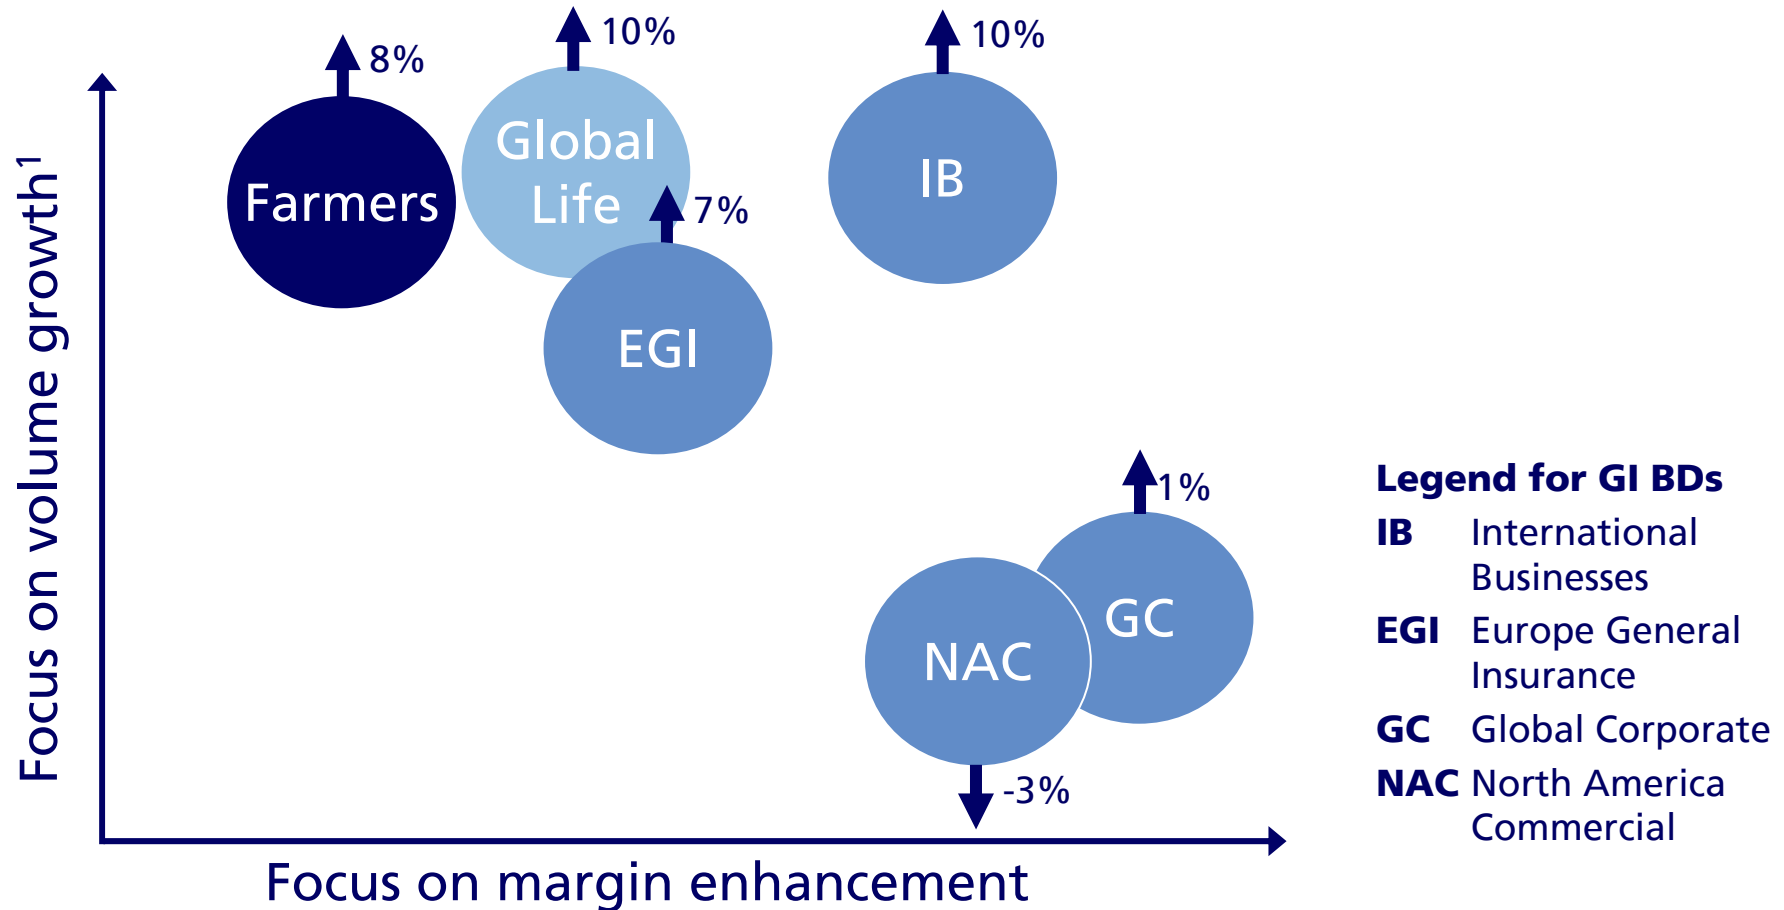 8%
10%
10%
Global
Life
Farmers
IB
7%
EGI
1%
GC
NAC
-3%
Focus on volume growth¹
Focus on margin enhancement
Legend for GI BDs
IB International
Businesses
EGI Europe General
Insurance
GC Global Corporate
NAC North America
Commercial